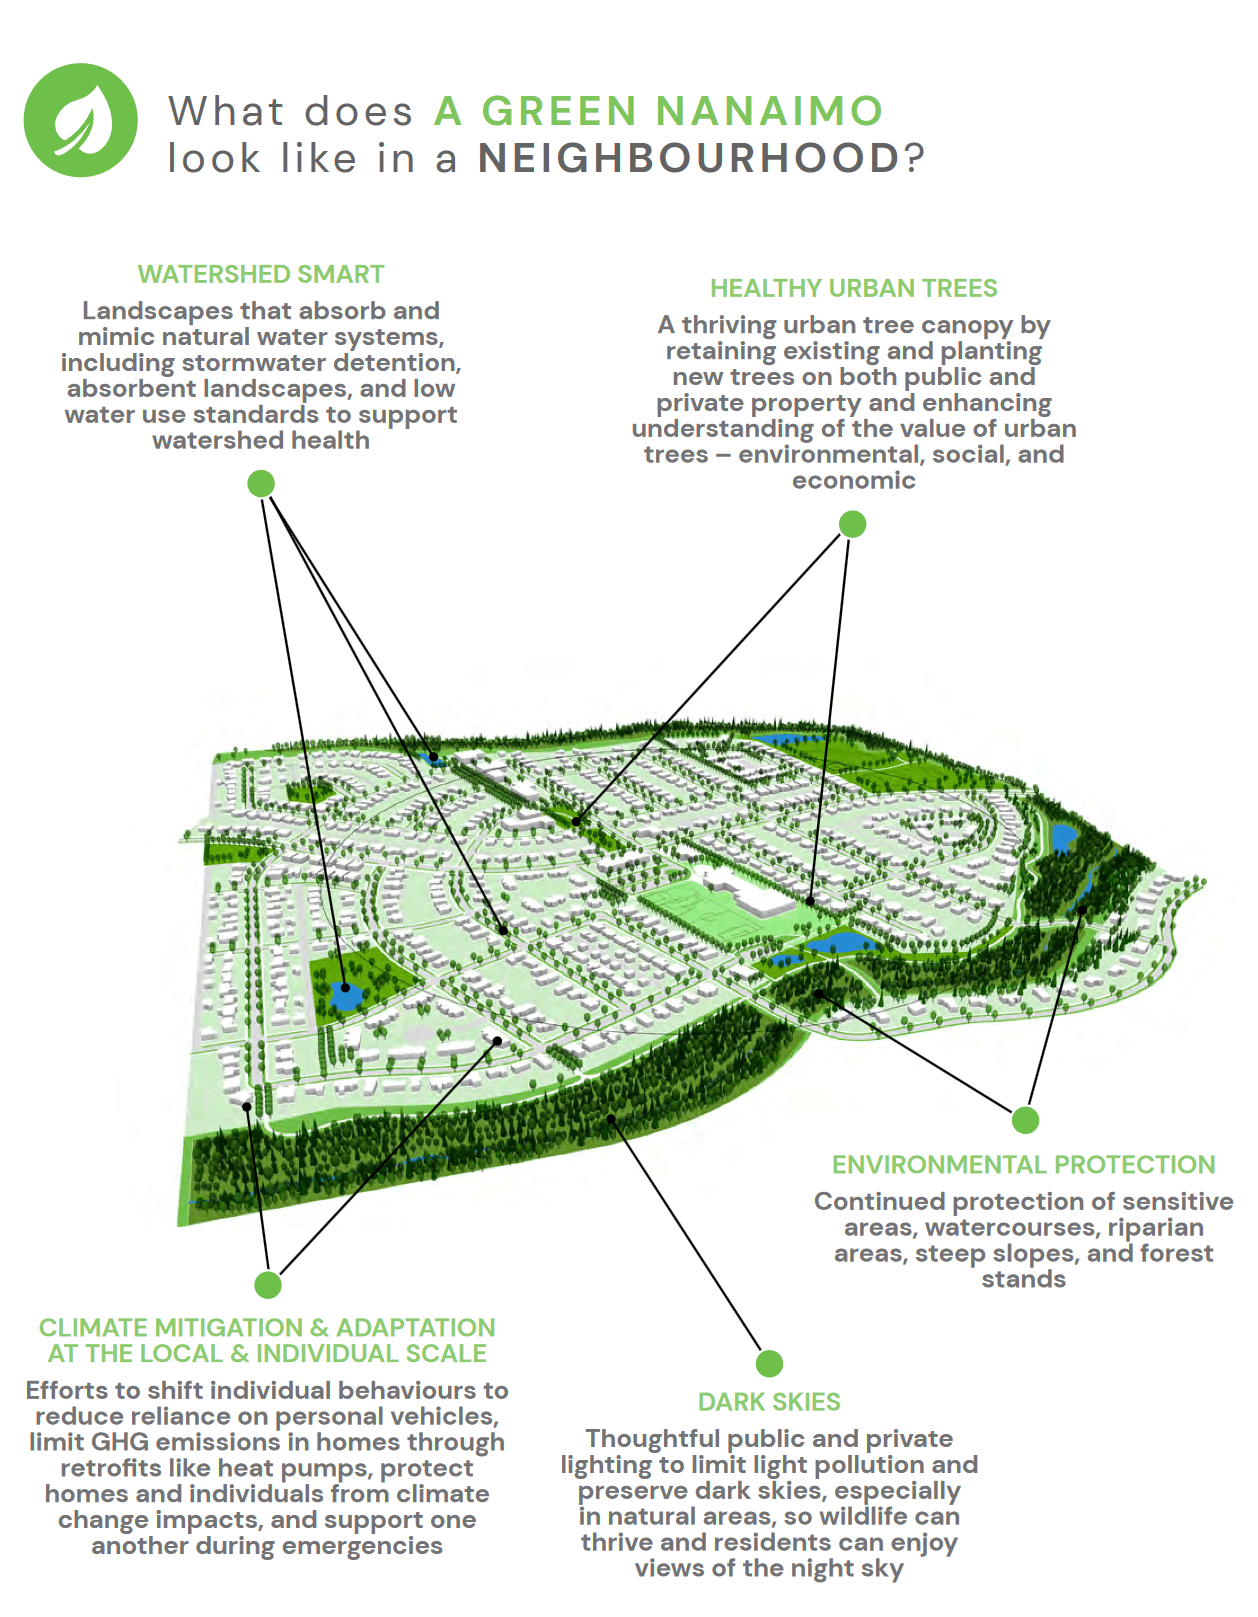 What does A GREEN NANAIMO
look like in a NEIGHBOURHOOD?
WATERSHED SMART
Landscapes that absorb and
mimic natural water systems,
including stormwater detention,
absorbent landscapes, and low
water use standards to support
watershed health
HEALTHY URBAN TREES
A thriving urban tree canopy by
retaining existing and planting
new trees on both public and
private property and enhancing
understanding of the value of urban
trees – environmental, social, and
economic
ENVIRONMENTAL PROTECTION
Continued protection of sensitive
areas, watercourses, riparian
areas, steep slopes, and forest
stands
CLIMATE MITIGATION & ADAPTATION
AT THE LOCAL & INDIVIDUAL SCALE
Efforts to shift individual behaviours to
reduce reliance on personal vehicles,
limit GHG emissions in homes through
retrofits like heat pumps, protect
homes and individuals from climate
change impacts, and support one
another during emergencies
DARK SKIES
Thoughtful public and private
lighting to limit light pollution and
preserve dark skies, especially
in natural areas, so wildlife can
thrive and residents can enjoy
views of the night sky